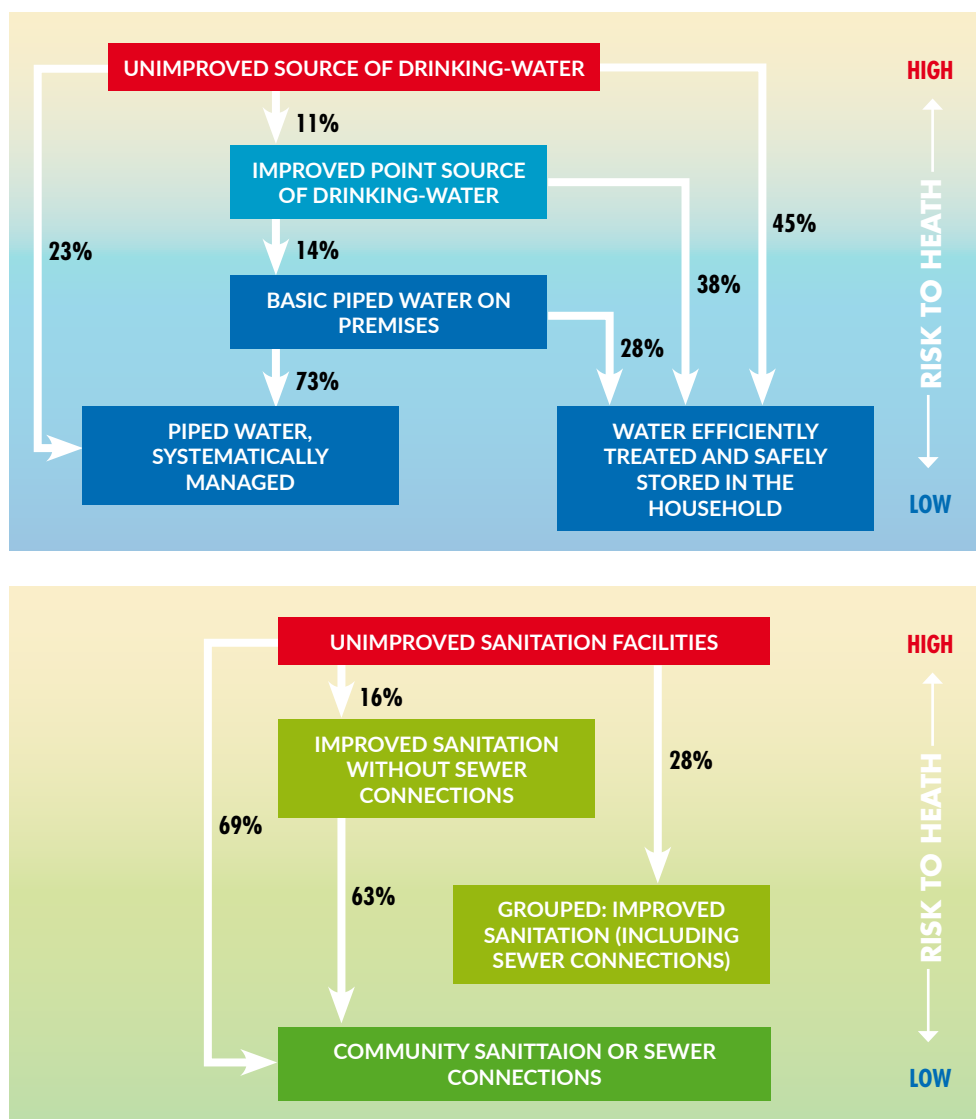 UNIMPROVED SOURCE OF DRINKING-WATER
HIGH
11%
IMPROVED POINT SOURCE
OF DRINKING-WATER
23%
14%
38%
45%
RISK TO HEATH
BASIC PIPED WATER ON
PREMISES
28%
73%
PIPED WATER,
SYSTEMATICALLY
MANAGED
WATER EFFICIENTLY
TREATED AND SAFELY
STORED IN THE
HOUSEHOLD
LOW
UNIMPROVED SANITATION FACILITIES
HIGH
16%
IMPROVED SANITATION
WITHOUT SEWER
CONNECTIONS
28%
69%
63%
RISK TO HEATH
GROUPED: IMPROVED
SANITATION (INCLUDING
SEWER CONNECTIONS)
COMMUNITY SANITTAION OR SEWER
CONNECTIONS
LOW